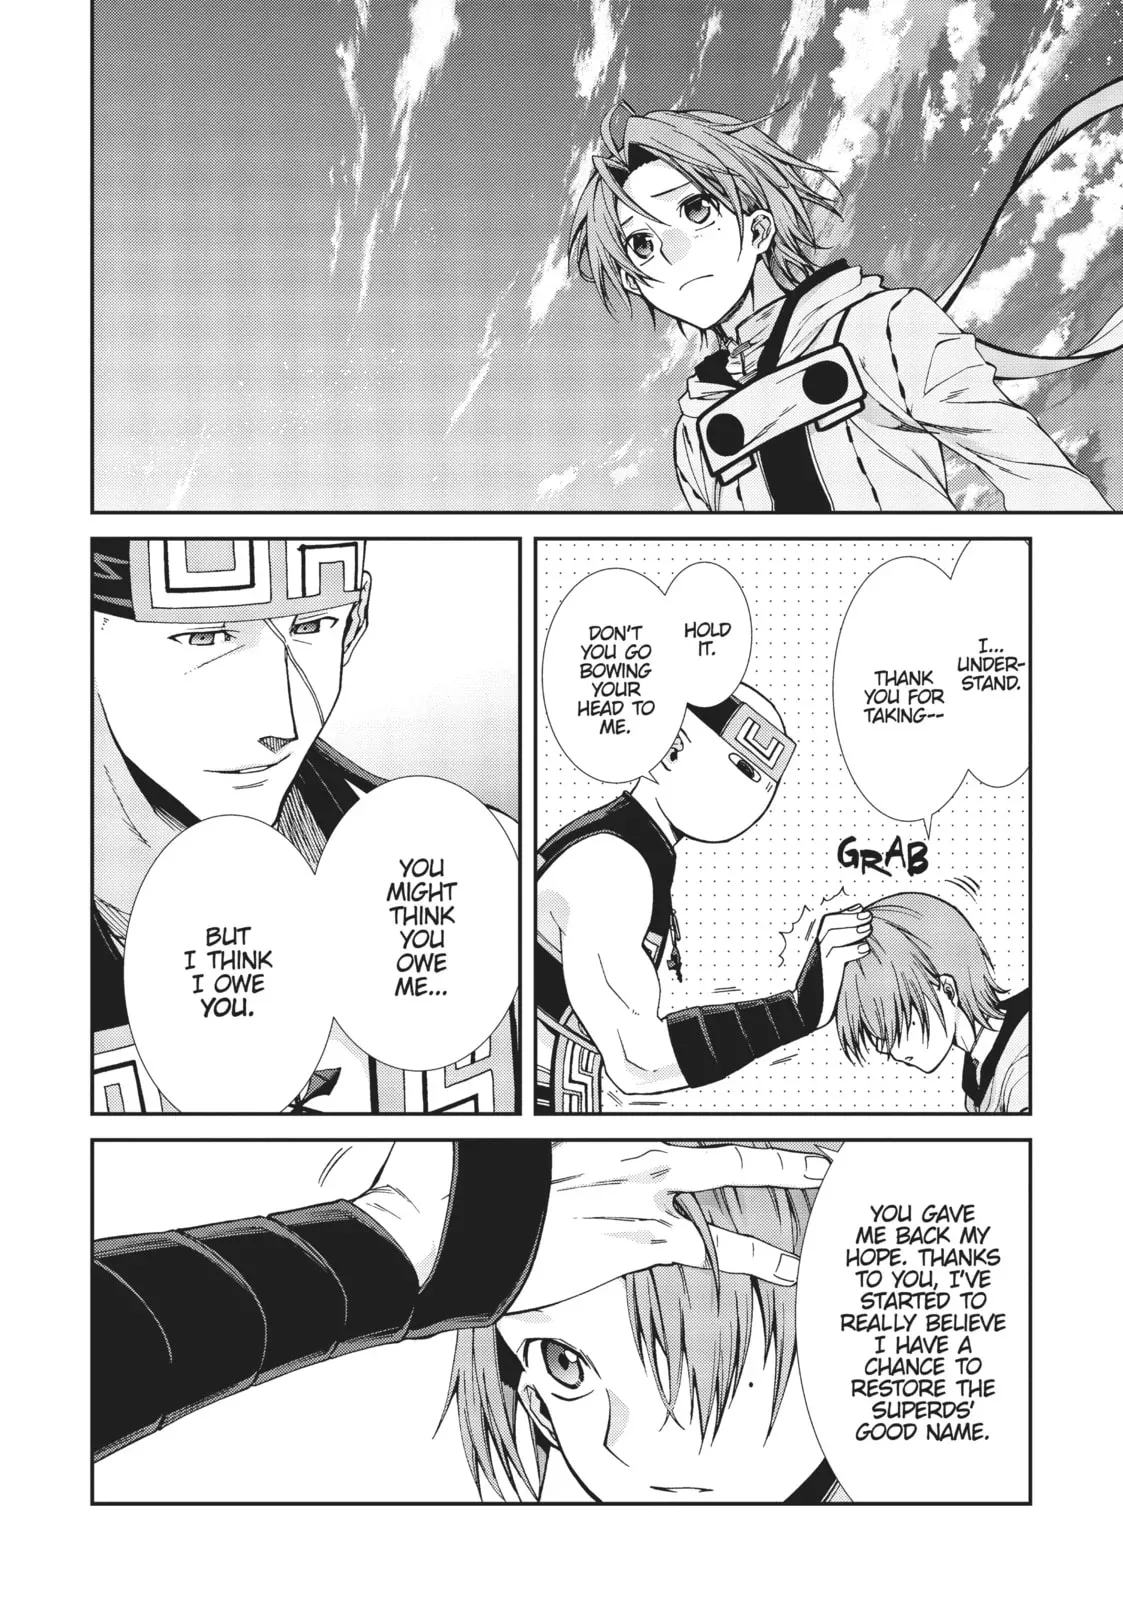 I...
UNDER-
STAND.
THANK
YOU FOR
TAKING--
HOLD
IT.
DON'T
YOU GO
BOWING
YOUR
HEAD TO
ME.
GRAB
YOU
MIGHT
THINK
YOU
OWE
ME...
BUT
I THINK
I OWE
YOU.
YOU GAVE
ME BACK MY
HOPE. THANKS
TO YOU, I'VE
STARTED TO
REALLY BELIEVE
I HAVE A
CHANCE TO
RESTORE THE
SUPERDS'
GOOD NAME.